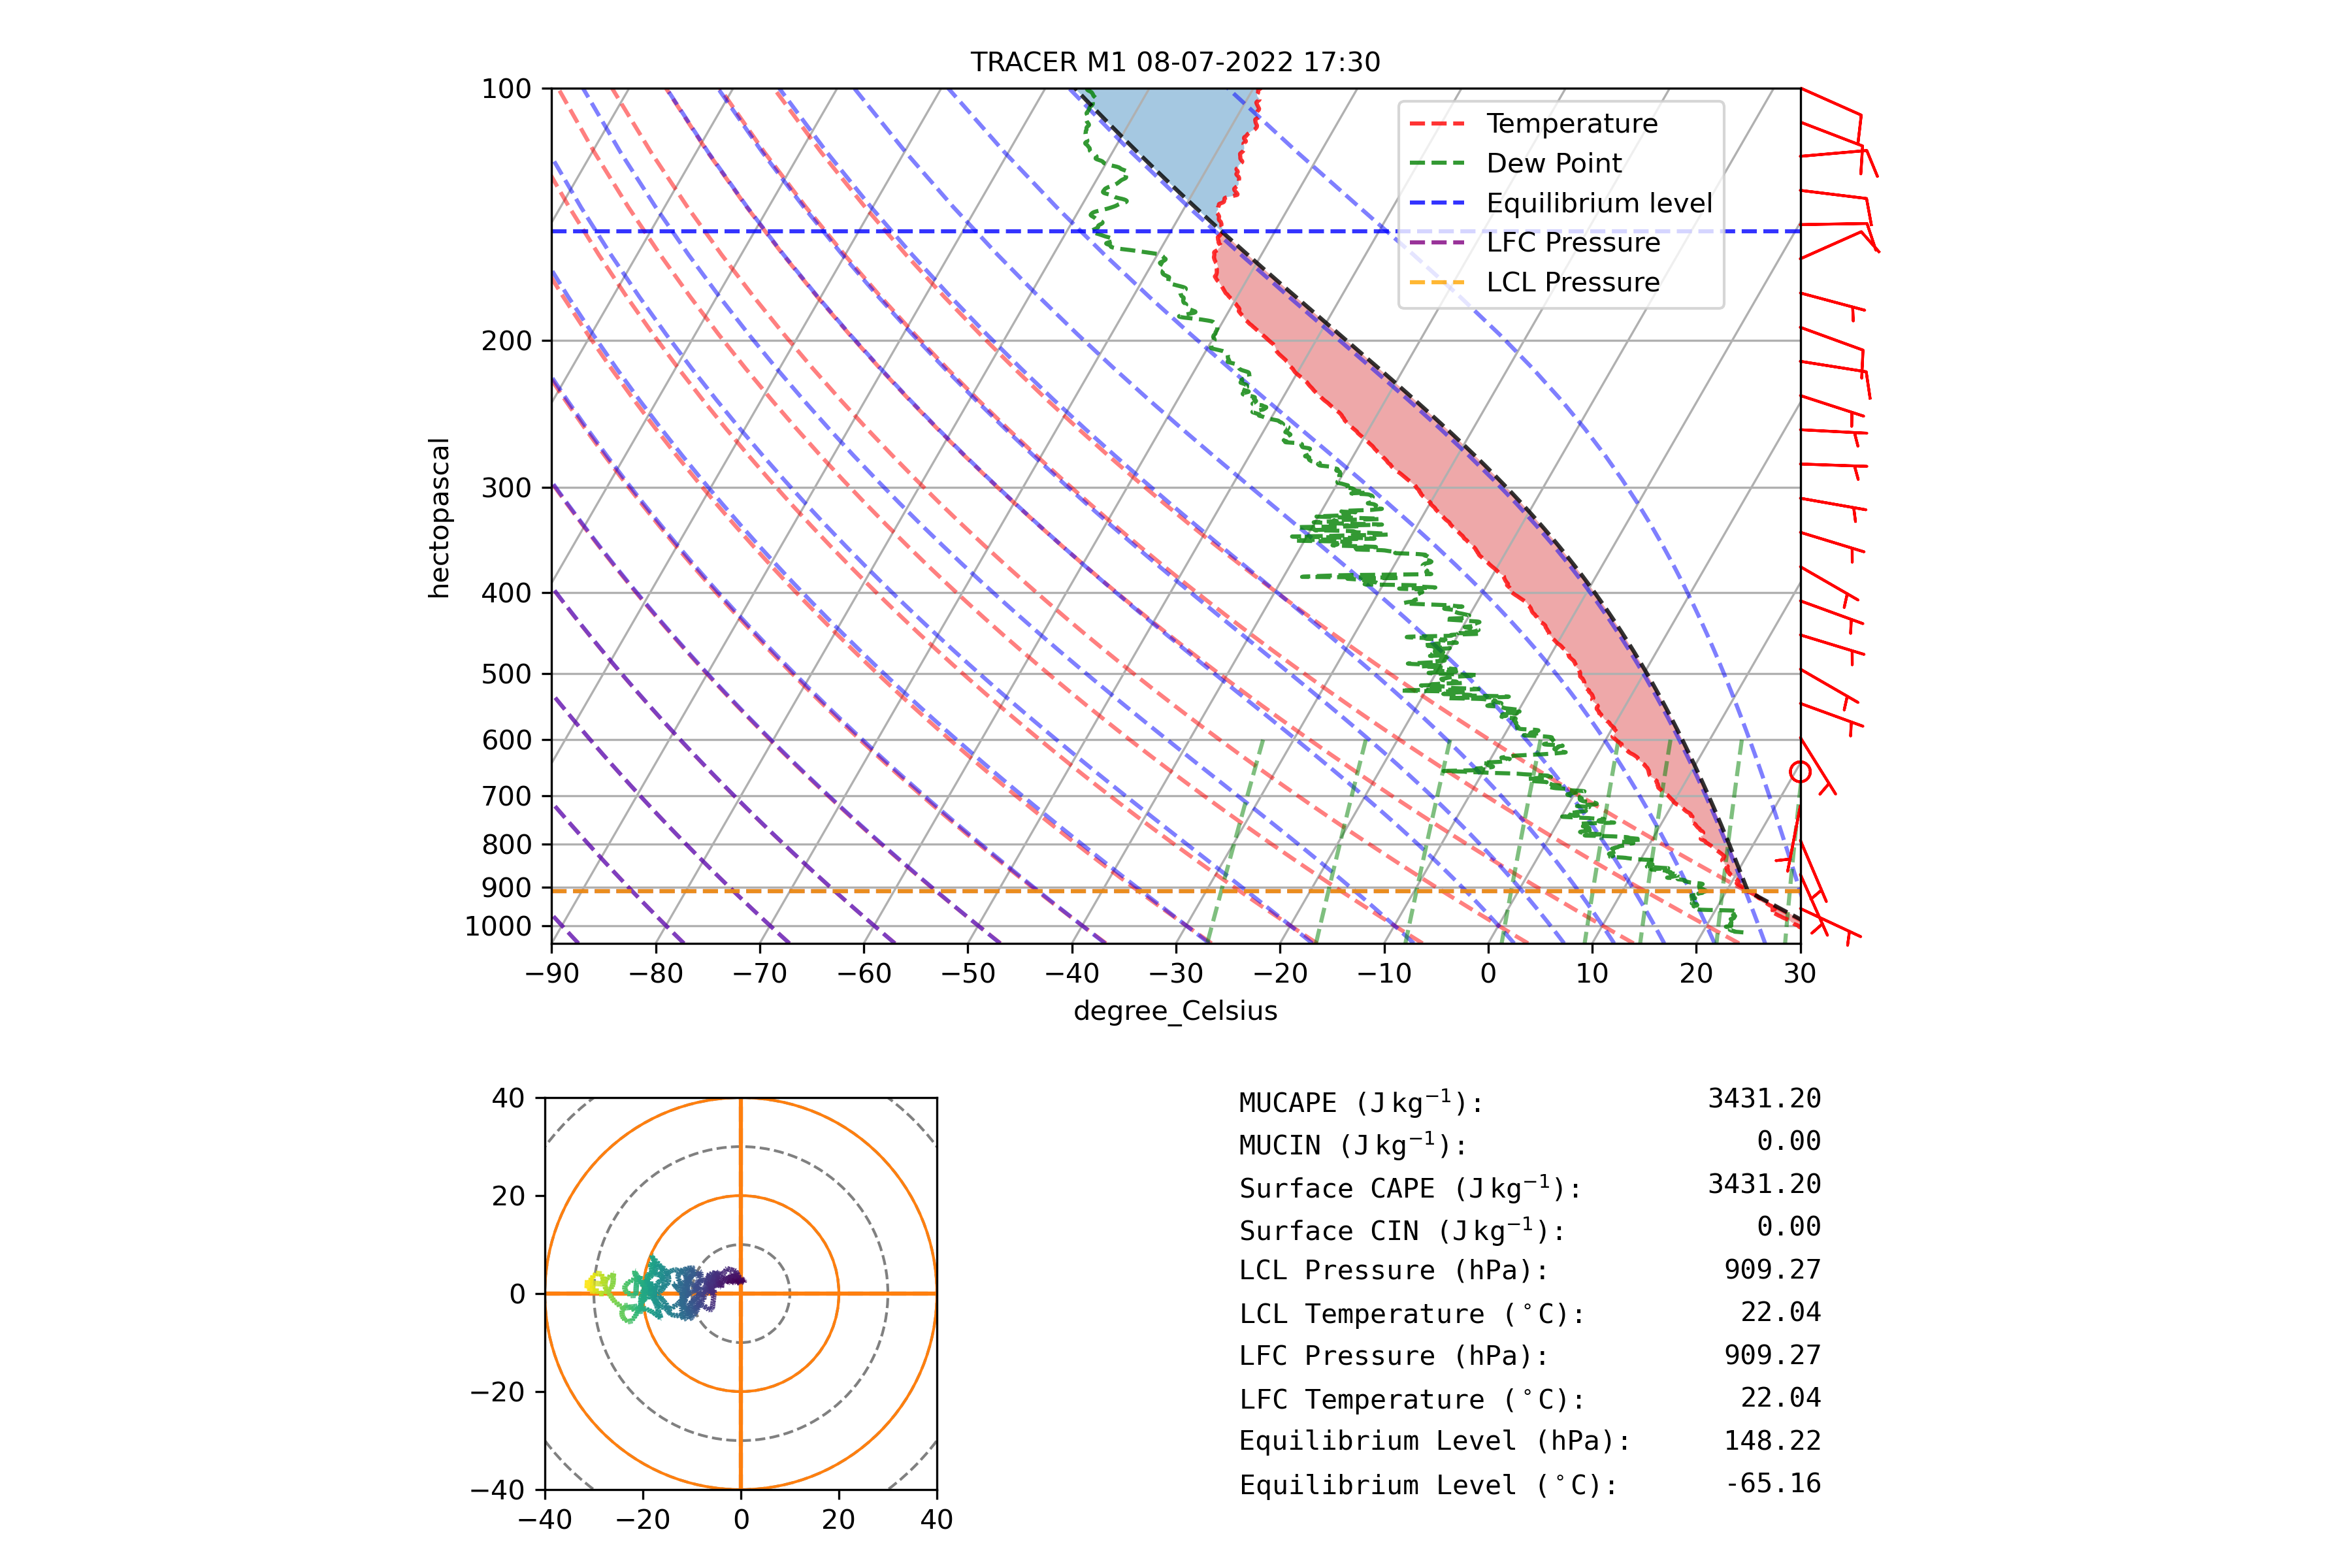 TRACER M1 08-07-2022 17:30
hectopascal
100
200
300
400
500
600
700
800
900
1000
Temperature
Dew Point
Equilibrium level
LFC Pressure
LCL Pressure
−90 −80 −70 −60 −50 −40 −30 −20 −10 0 10 20 30
degree_Celsius
40
20
0
−20
−40
−40 −20 0 20 40
MUCAPE (J kg⁻¹): 3431.20
MUCIN (J kg⁻¹): 0.00
Surface CAPE (J kg⁻¹): 3431.20
Surface CIN (J kg⁻¹): 0.00
LCL Pressure (hPa): 909.27
LCL Temperature (°C): 22.04
LFC Pressure (hPa): 909.27
LFC Temperature (°C): 22.04
Equilibrium Level (hPa): 148.22
Equilibrium Level (°C): -65.16